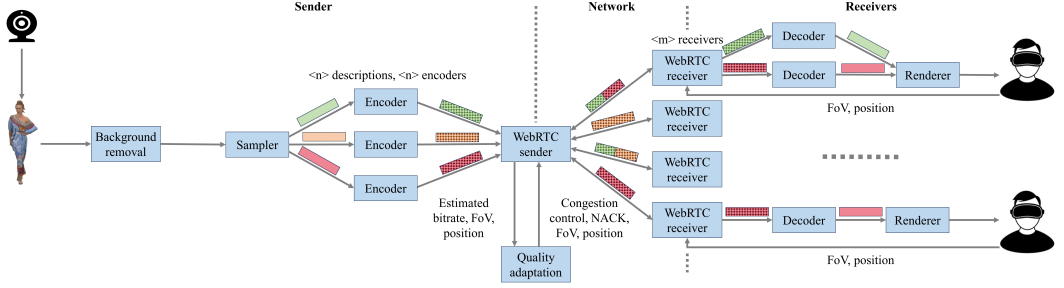 Sender
Network
Receivers
<m> receivers
<n> descriptions, <n> encoders
Background
removal
Sampler
Encoder
Encoder
Encoder
WebRTC
sender
Estimated
bitrate, FoV,
position
Congestion
control, NACK,
FoV, position
Quality
adaptation
WebRTC
receiver
Decoder
Decoder
Renderer
FoV, position
WebRTC
receiver
WebRTC
receiver
WebRTC
receiver
Decoder
Renderer
FoV, position